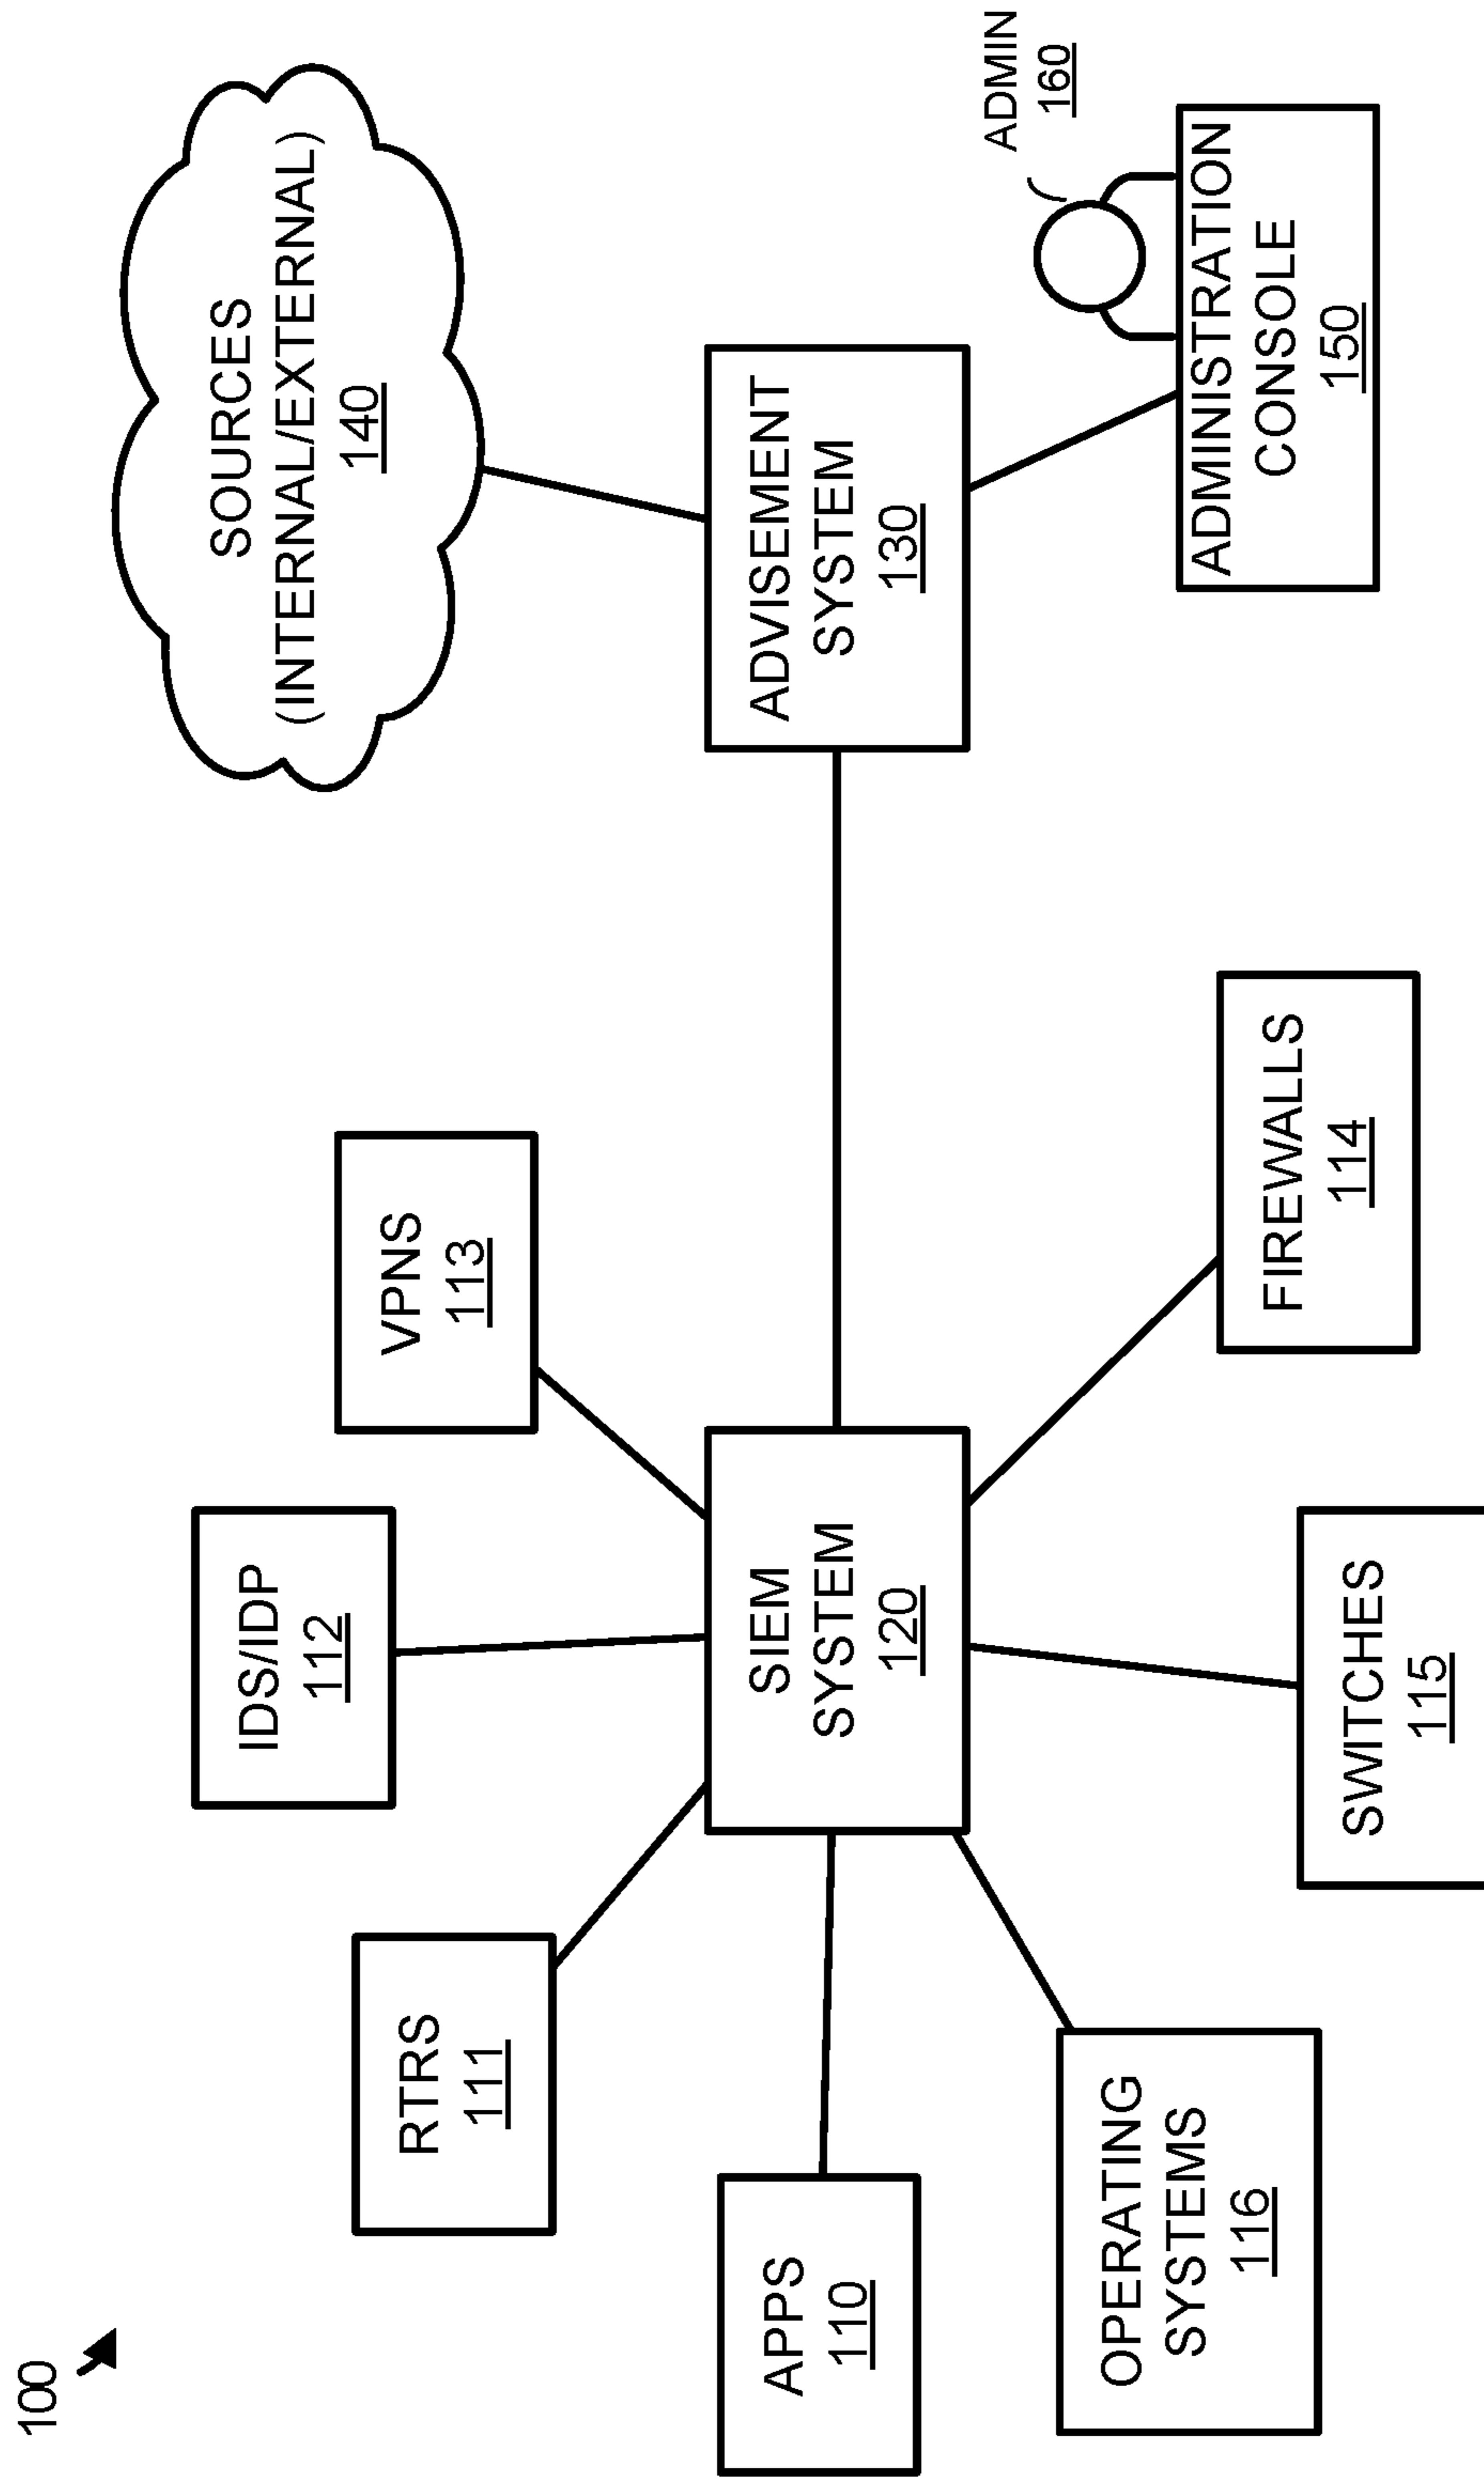 100
SOURCES
(INTERNAL/EXTERNAL)
140
IDS/IDP
112
VPNS
113
RTRS
111
ADVISEMENT
SYSTEM
130
SIEM
SYSTEM
120
APPS
110
ADMIN
160
ADMINISTRATION
CONSOLE
150
OPERATING
SYSTEMS
116
FIREWALLS
114
SWITCHES
115